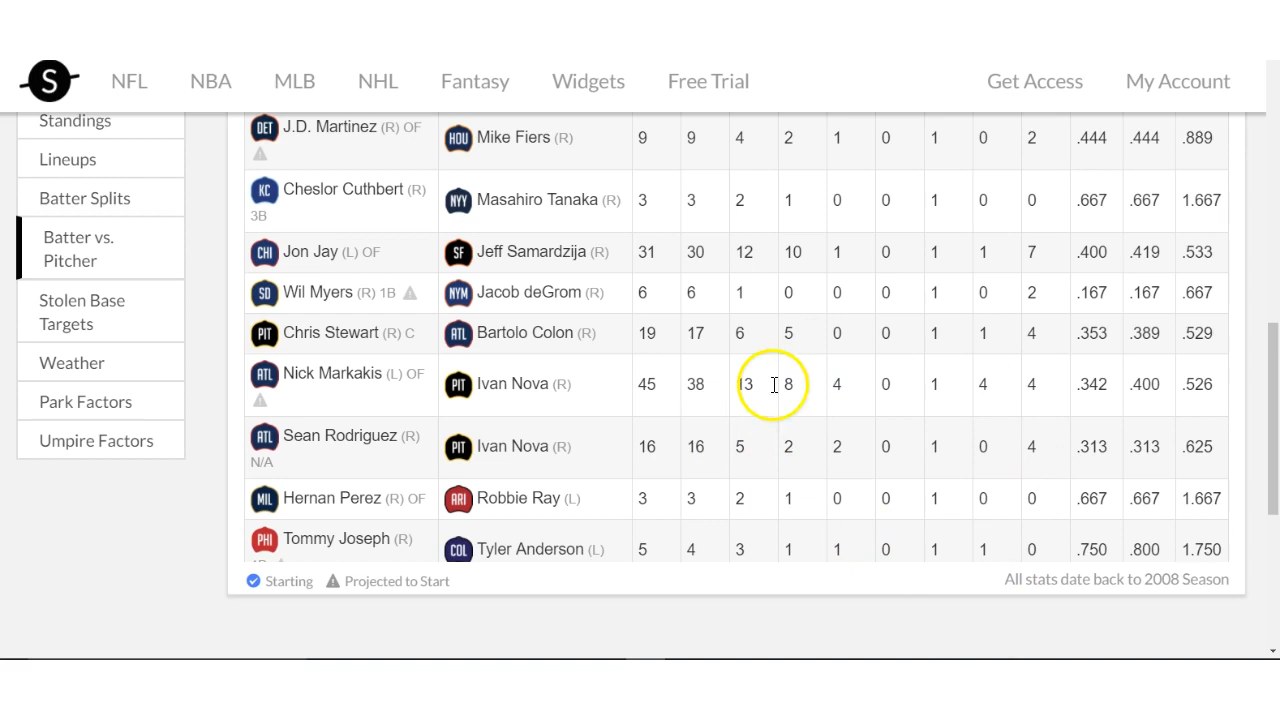 S NFL NBA MLB NHL Fantasy Widgets Free Trial Get Access My Account
Standings
Lineups
Batter Splits
Batter vs.
Pitcher
Stolen Base
Targets
Weather
Park Factors
Umpire Factors
DET J.D. Martinez (R) OF HOU Mike Fiers (R) 9 9 4 2 1 0 1 0 2 .444 .444 .889
KC Cheslor Cuthbert (R) NYY Masahiro Tanaka (R) 3 3 2 1 0 0 1 0 0 .667 .667 1.667
3B
CHI Jon Jay (L) OF SF Jeff Samardzija (R) 31 30 12 10 1 0 1 1 7 .400 .419 .533
SD Wil Myers (R) 1B NYM Jacob deGrom (R) 6 6 1 0 0 0 1 0 2 .167 .167 .667
PIT Chris Stewart (R) C ATL Bartolo Colon (R) 19 17 6 5 0 0 1 1 4 .353 .389 .529
ATL Nick Markakis (L) OF PIT Ivan Nova (R) 45 38 13 8 4 0 1 4 4 .342 .400 .526
ATL Sean Rodriguez (R) PIT Ivan Nova (R) 16 16 5 2 2 0 1 0 4 .313 .313 .625
N/A
MIL Hernan Perez (R) OF ARI Robbie Ray (L) 3 3 2 1 0 0 1 0 0 .667 .667 1.667
PHI Tommy Joseph (R) COL Tyler Anderson (L) 5 4 3 1 1 0 1 1 0 .750 .800 1.750
Starting Projected to Start All stats date back to 2008 Season